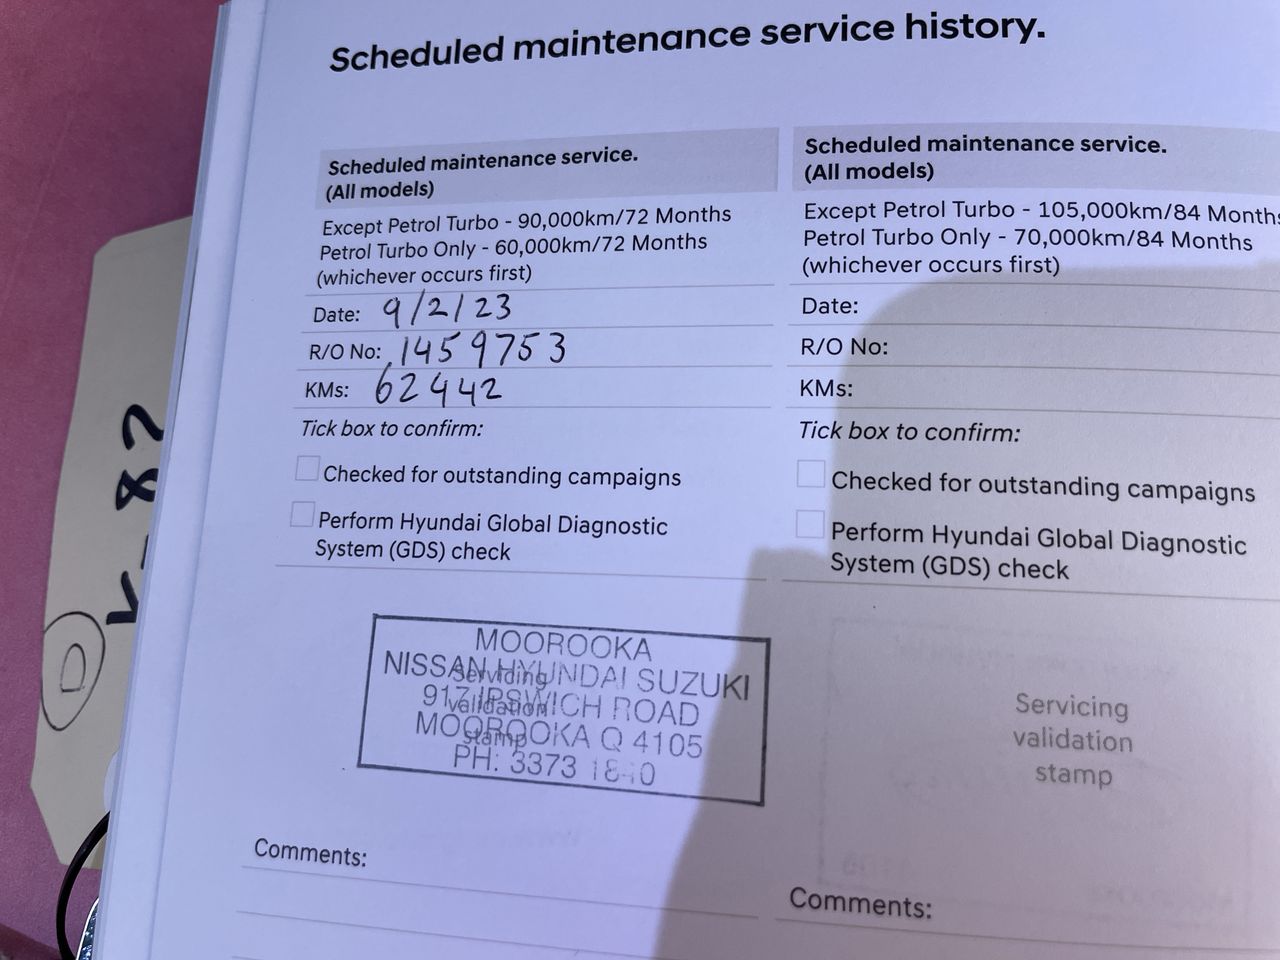 Scheduled maintenance service history.
Scheduled maintenance service.
(All models)
Except Petrol Turbo - 90,000km/72 Months
Petrol Turbo Only - 60,000km/72 Months
(whichever occurs first)
Date: 9/2/23
R/O No: 1459753
KMs: 62442
Tick box to confirm:
Checked for outstanding campaigns
Perform Hyundai Global Diagnostic
System (GDS) check
MOOROOKA
NISSAN HYUNDAI SUZUKI
917 IPSWICH ROAD
MOOROOKA Q 4105
PH: 3373
Servicing
validation
stamp
Comments:
Scheduled maintenance service.
(All models)
Except Petrol Turbo - 105,000km/84 Months
Petrol Turbo Only - 70,000km/84 Months
(whichever occurs first)
Date:
R/O No:
KMs:
Tick box to confirm:
Checked for outstanding campaigns
Perform Hyundai Global Diagnostic
System (GDS) check
Servicing
validation
stamp
Comments: